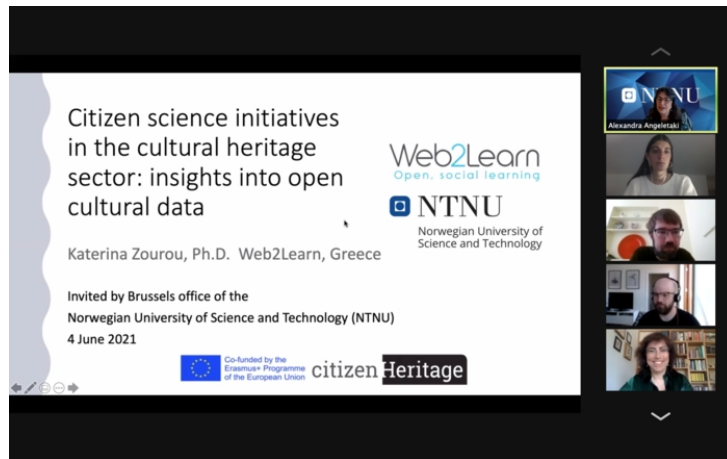 Citizen science initiatives
in the cultural heritage
sector: insights into open
cultural data
Katerina Zourou, Ph.D. Web2Learn, Greece
Invited by Brussels office of the
Norwegian University of Science and Technology (NTNU)
4 June 2021
Web2Learn
Open, social learning
NTNU
Norwegian University of
Science and Technology
Co-funded by the
Erasmus+ Programme
of the European Union
citizen Heritage
NTNU
Alexandra Angeletaki